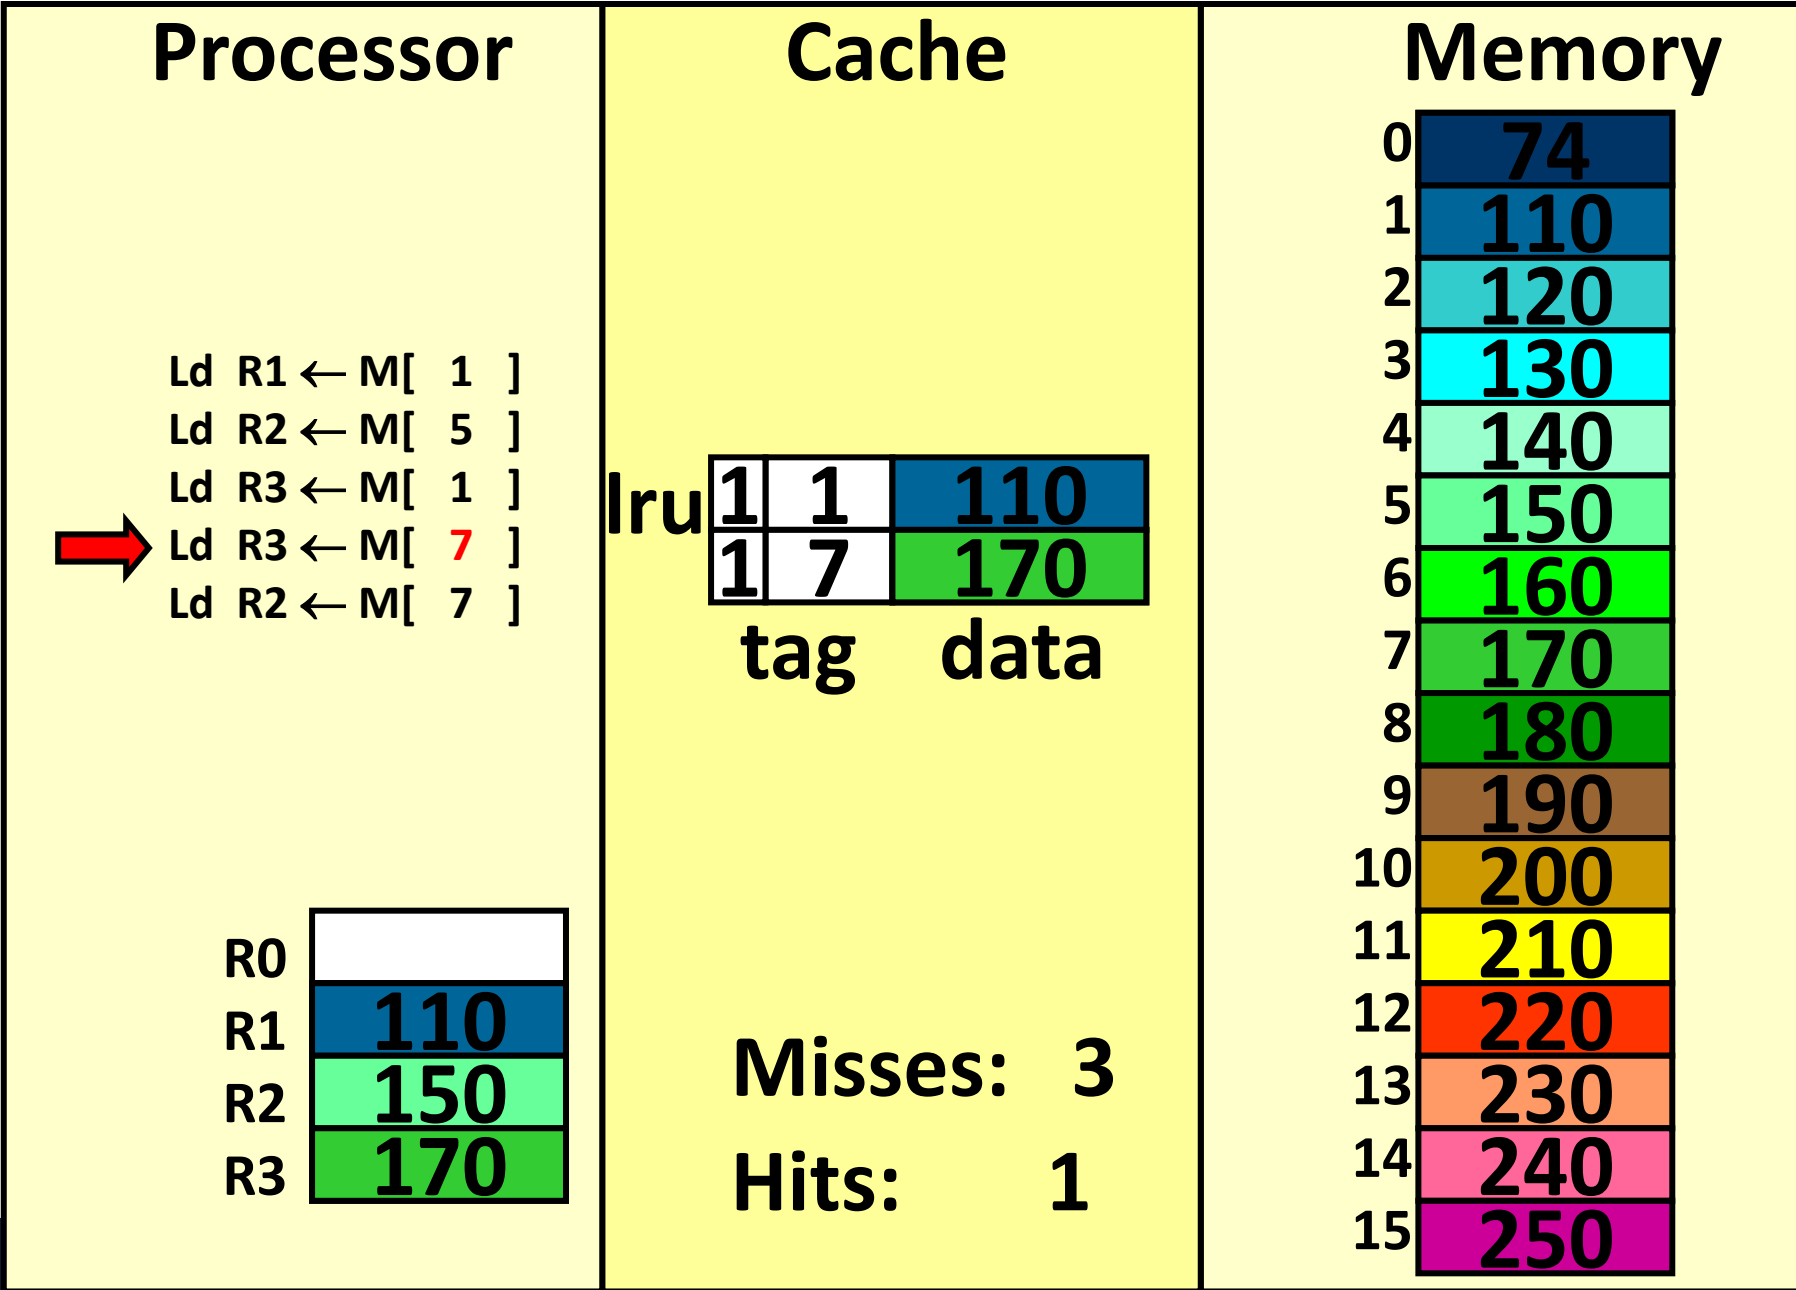 Processor
Ld R1 ← M[ 1 ]
Ld R2 ← M[ 5 ]
Ld R3 ← M[ 1 ]
Ld R3 ← M[ 7 ]
Ld R2 ← M[ 7 ]
R0
R1 110
R2 150
R3 170
Cache
lru 1 1 110
1 7 170
tag data
Misses: 3
Hits: 1
Memory
0 74
1 110
2 120
3 130
4 140
5 150
6 160
7 170
8 180
9 190
10 200
11 210
12 220
13 230
14 240
15 250